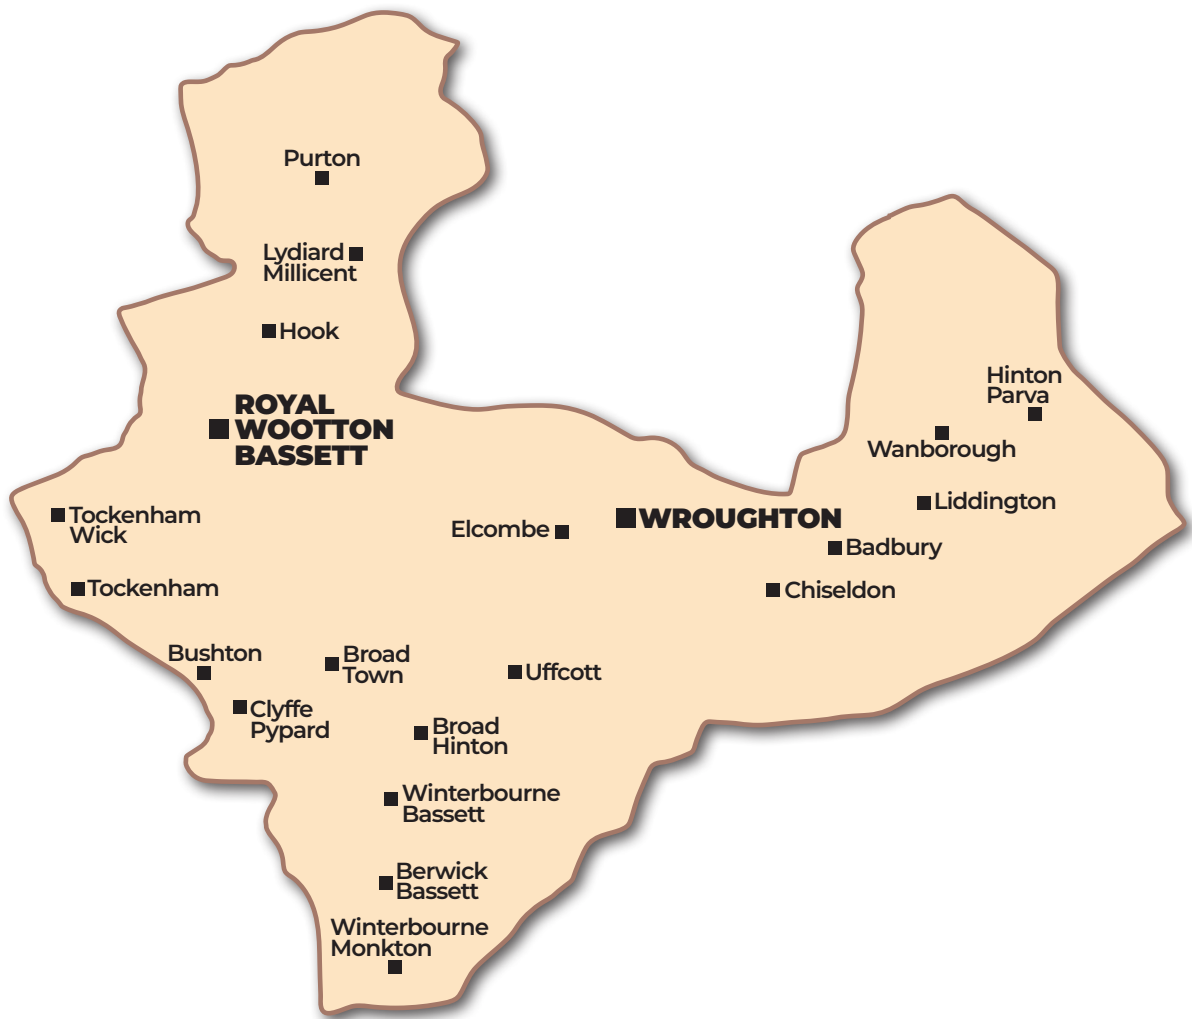 Purton
Lydiard
Millicent
Hook
Hinton
Parva
ROYAL
WOOTTON
BASSETT
Wanborough
Liddington
Tockenham
Wick
Elcombe
WROUGHTON
Badbury
Tockenham
Chiseldon
Bushton
Broad
Town
Uffcott
Clyffe
Pypard
Broad
Hinton
Winterbourne
Bassett
Berwick
Bassett
Winterbourne
Monkton